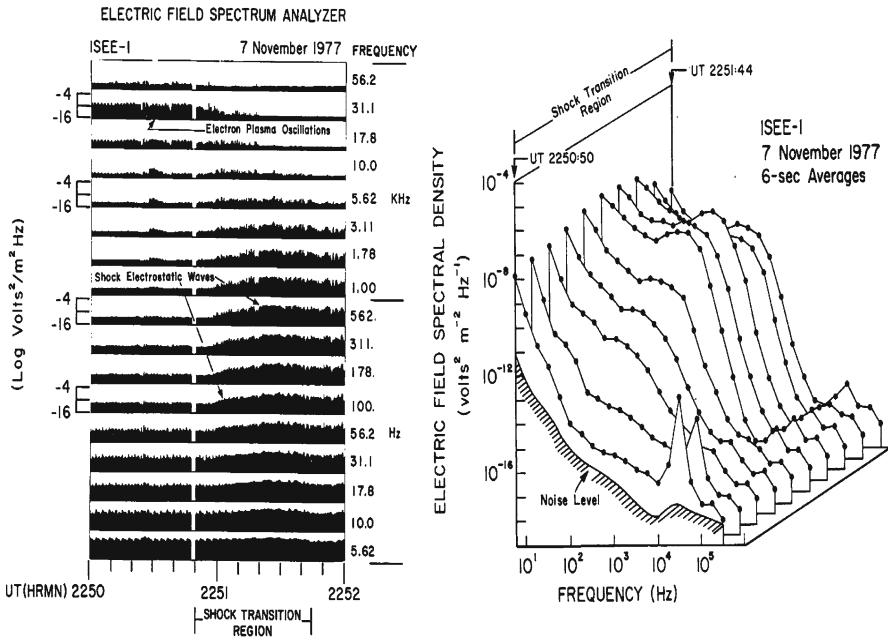 ELECTRIC FIELD SPECTRUM ANALYZER
ISEE-1 7 November 1977 FREQUENCY
56.2
-4
31.1
-16
Electron Plasma Oscillations
17.8
10.0
-4
5.62 KHz
-16
3.11
1.78
Shock Electrostatic Waves
1.00
-4
562.
-16
311.
178.
-4
100.
-16
56.2 Hz
31.1
17.8
10.0
5.62
(Log Volts²/m² Hz)
UT(HRMN) 2250 2251 2252
SHOCK TRANSITION
REGION
Shock Transition
Region
UT 2251:44
UT 2250:50
ISEE-1
7 November 1977
6-sec Averages
ELECTRIC FIELD SPECTRAL DENSITY
(volts² m⁻² Hz⁻¹)
10⁻⁴
10⁻⁸
10⁻¹²
10⁻¹⁶
Noise Level
10¹ 10² 10³ 10⁴ 10⁵
FREQUENCY (Hz)